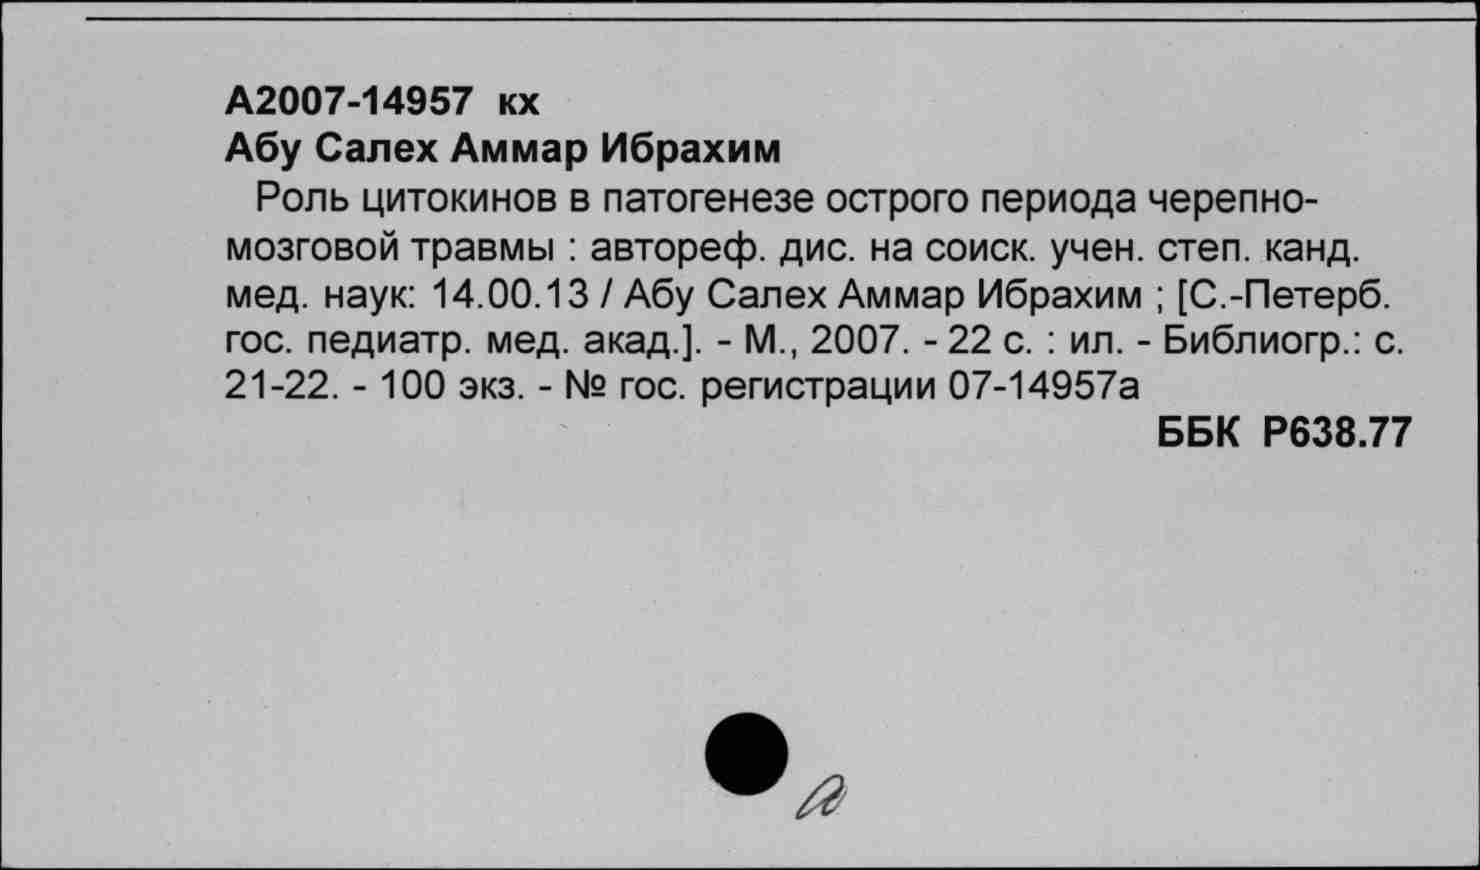 А2007-14957 кх
Абу Салех Аммар Ибрахим
Роль цитокинов в патогенезе острого периода черепно-
мозговой травмы : автореф. дис. на соиск. учен. степ. канд.
мед. наук: 14.00.13 / Абу Салех Аммар Ибрахим ; [С.-Петерб.
гос. педиатр. мед. акад.]. - М., 2007. - 22 с. : ил. - Библиогр.: с.
21-22. - 100 экз. - № гос. регистрации 07-14957а
ББК Р638.77